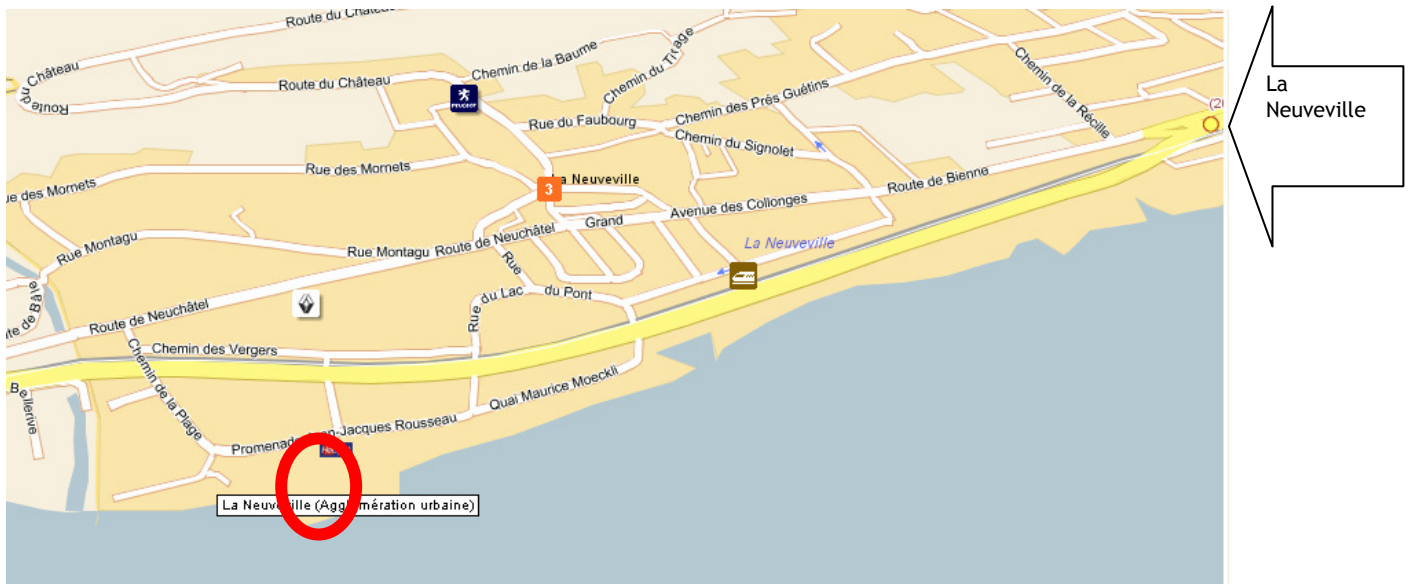 Route du Château
Château
Route du
Route du Château
Chemin de la Baume
Chemin du Tirage
PEUGEOT
Rue du Faubourg
Chemin des Prés Guêtins
Chemin de la Récille
Chemin du Signolet
La
Neuveville
Rue des Mornets
ue des Mornets
3
La Neuveville
Route de Bienne
Avenue des Collonges
Grand
Rue Montagu
Rue Montagu
Route de Neuchâtel
La Neuveville
Rue
du Pont
Rue du Lac
Route de Neuchâtel
Chemin des Vergers
Bellerive
Chemin de la Plage
Quai Maurice Moeckli
Promenade Jean-Jacques Rousseau
La Neuveville (Agglomération urbaine)